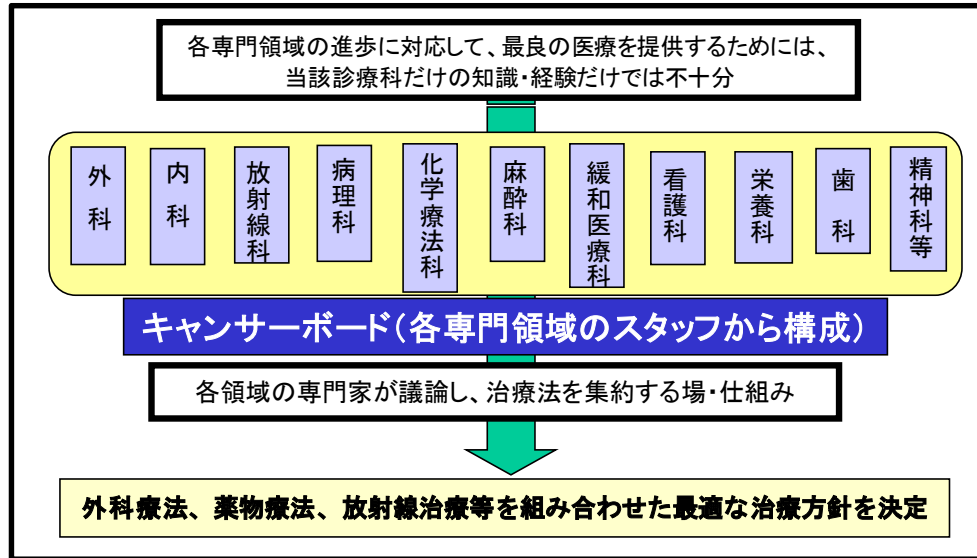 各専門領域の進歩に対応して、最良の医療を提供するためには、
当該診療科だけの知識・経験だけでは不十分
外科
内科
放射線科
病理科
化学療法科
麻酔科
緩和医療科
看護科
栄養科
歯科
精神科等
キャンサーボード(各専門領域のスタッフから構成)
各領域の専門家が議論し、治療法を集約する場・仕組み
外科療法、薬物療法、放射線治療等を組み合わせた最適な治療方針を決定